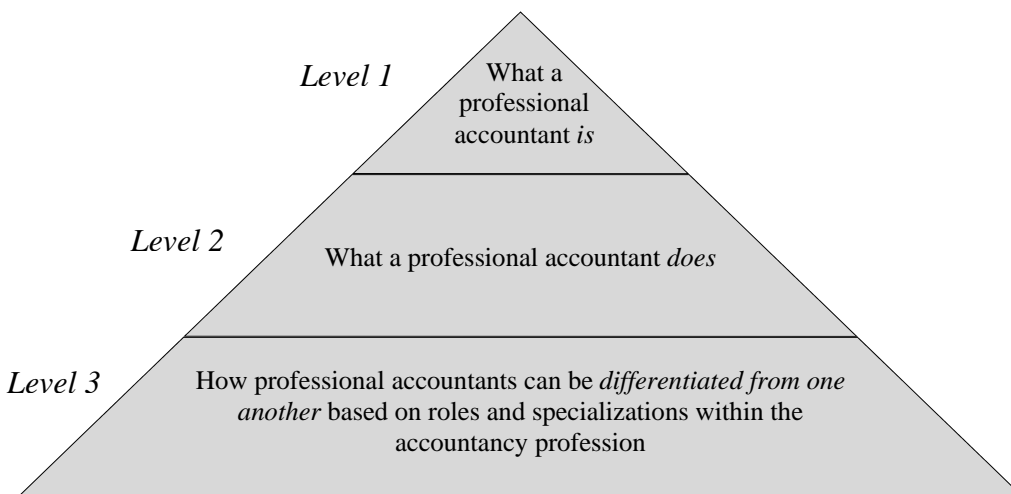 Level 1
What a
professional
accountant is
Level 2
What a professional accountant does
Level 3
How professional accountants can be differentiated from one
another based on roles and specializations within the
accountancy profession